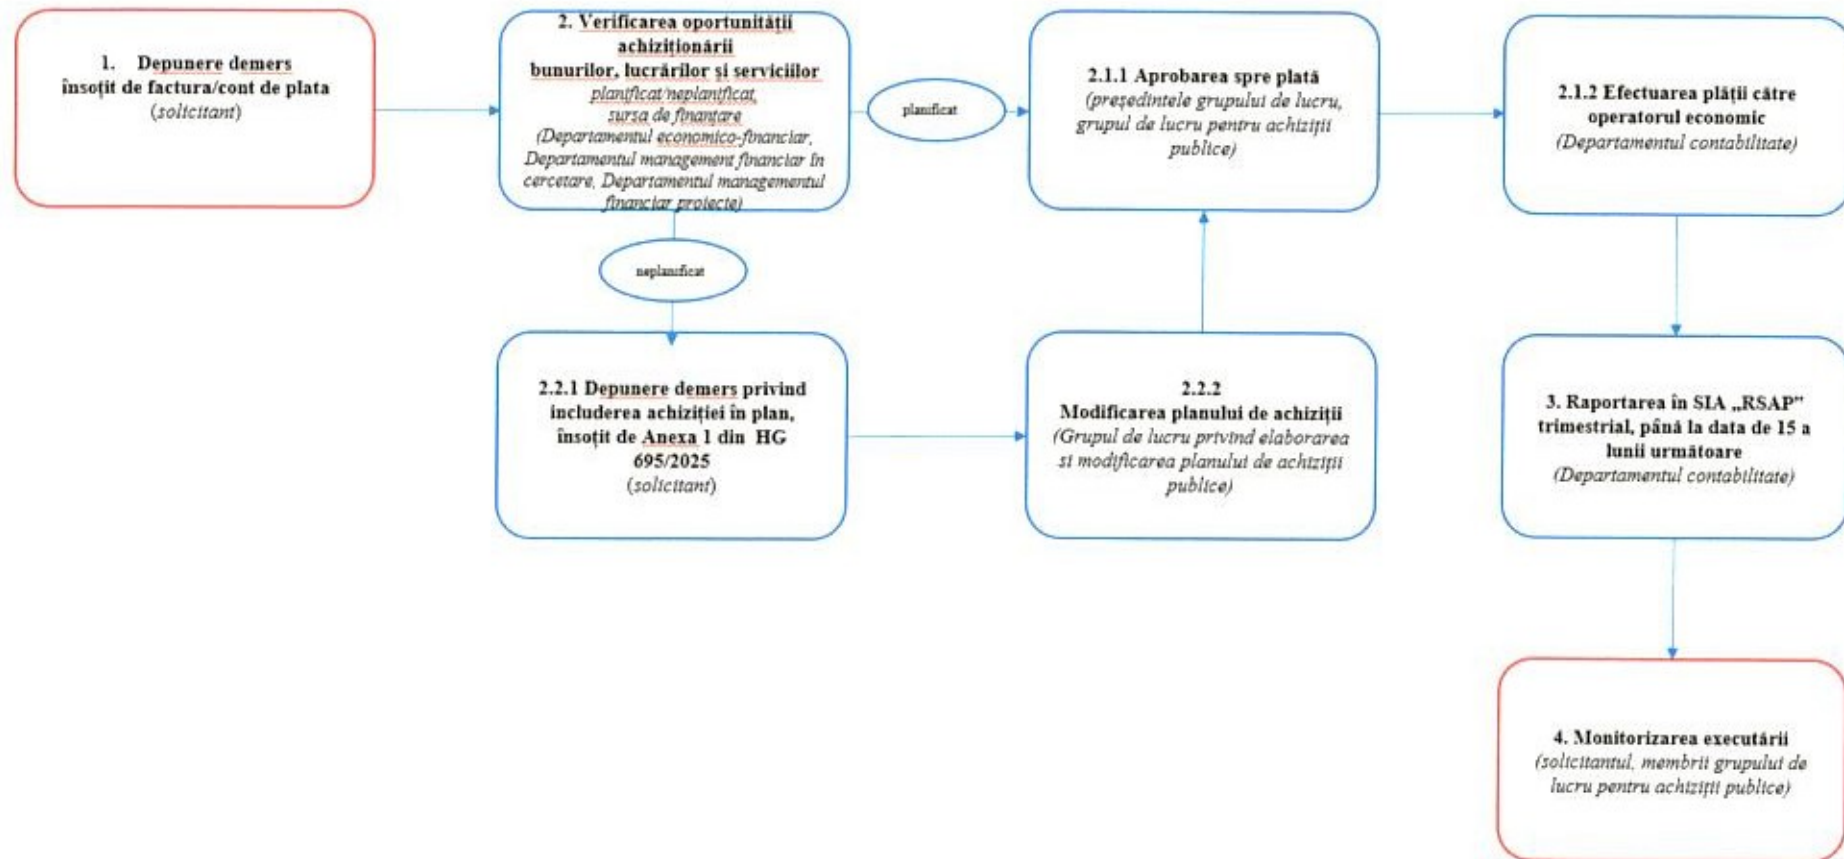 1. Depunere demers
însoțit de factura/cont de plata
(solicitant)
2. Verificarea oportunității
achiziționării
bunurilor, lucrărilor și serviciilor
planificat/neplanificat,
sursa de finanțare
(Departamentul economico-financiar,
Departamentul management financiar în
cercetare, Departamentul managementul
financiar proiecte)
planificat
2.1.1 Aprobarea spre plată
(președintele grupului de lucru,
grupul de lucru pentru achiziții
publice)
2.1.2 Efectuarea plății către
operatorul economic
(Departamentul contabilitate)
neplanificat
2.2.1 Depunere demers privind
includerea achiziției în plan,
însoțit de Anexa 1 din HG
695/2025
(solicitant)
2.2.2
Modificarea planului de achiziții
(Grupul de lucru privind elaborarea
si modificarea planului de achiziții
publice)
3. Raportarea în SIA „RSAP”
trimestrial, până la data de 15 a
lunii următoare
(Departamentul contabilitate)
4. Monitorizarea executării
(solicitantul, membrii grupului de
lucru pentru achiziții publice)